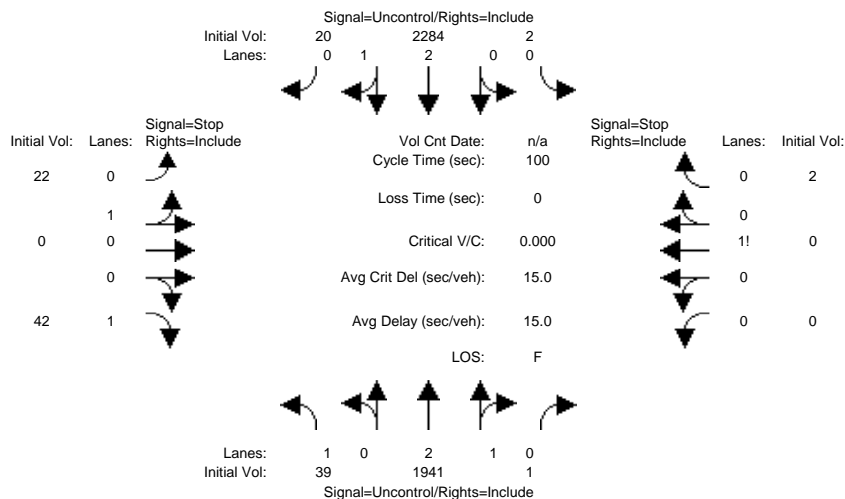 Signal=Uncontrol/Rights=Include
Initial Vol: 20 2284 2
Lanes: 0 1 2 0 0
Signal=Stop
Initial Vol: Lanes: Rights=Include
Vol Cnt Date: n/a
Signal=Stop
Rights=Include Lanes: Initial Vol:
Cycle Time (sec): 100
22 0
0 2
Loss Time (sec): 0
1
0
0 0
Critical V/C: 0.000
1! 0
0
Avg Crit Del (sec/veh): 15.0
0
42 1
Avg Delay (sec/veh): 15.0
0 0
LOS: F
Lanes: 1 0 2 1 0
Initial Vol: 39 1941 1
Signal=Uncontrol/Rights=Include